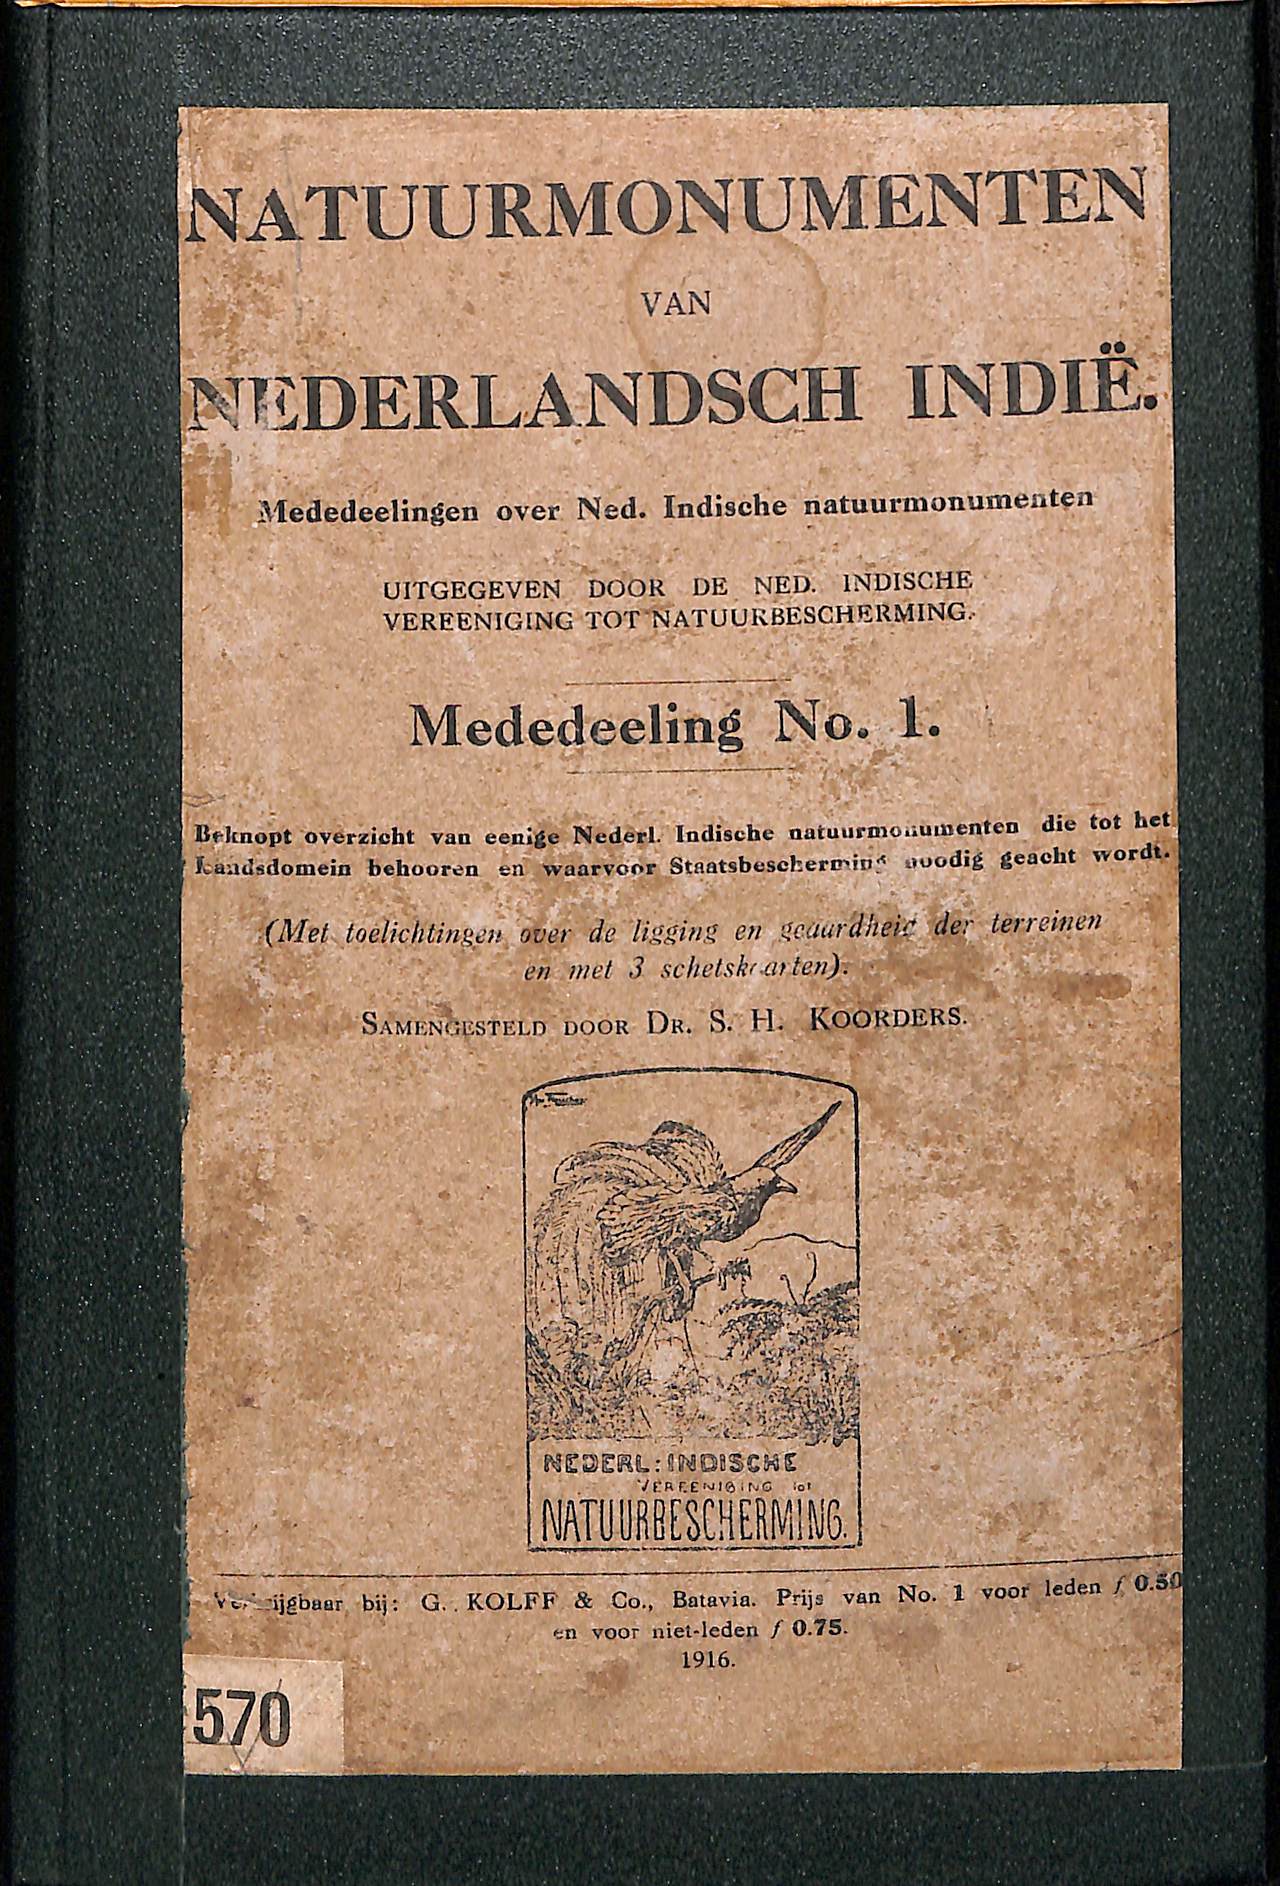 NATUURMONUMENTEN
VAN
NEDERLANDSCH INDIË.
Mededeelingen over Ned. Indische natuurmonumenten
UITGEGEVEN DOOR DE NED. INDISCHE
VEREENIGING TOT NATUURBESCHERMING.
Mededeeling No. 1.
Beknopt overzicht van eenige Nederl. Indische natuurmonumenten die tot het
Landsdomein behooren en waarvoor Staatsbescherming noodig geacht wordt.
(Met toelichtingen over de ligging en geaardheid der terreinen
en met 3 schetskaarten).
SAMENGESTELD DOOR DR. S. H. KOORDERS.
NEDERL: INDISCHE
VEREENIGING tot
NATUURBESCHERMING.
Verkrijgbaar bij: G. KOLFF & Co., Batavia. Prijs van No. 1 voor leden f 0.50
en voor niet-leden f 0.75.
1916.
570